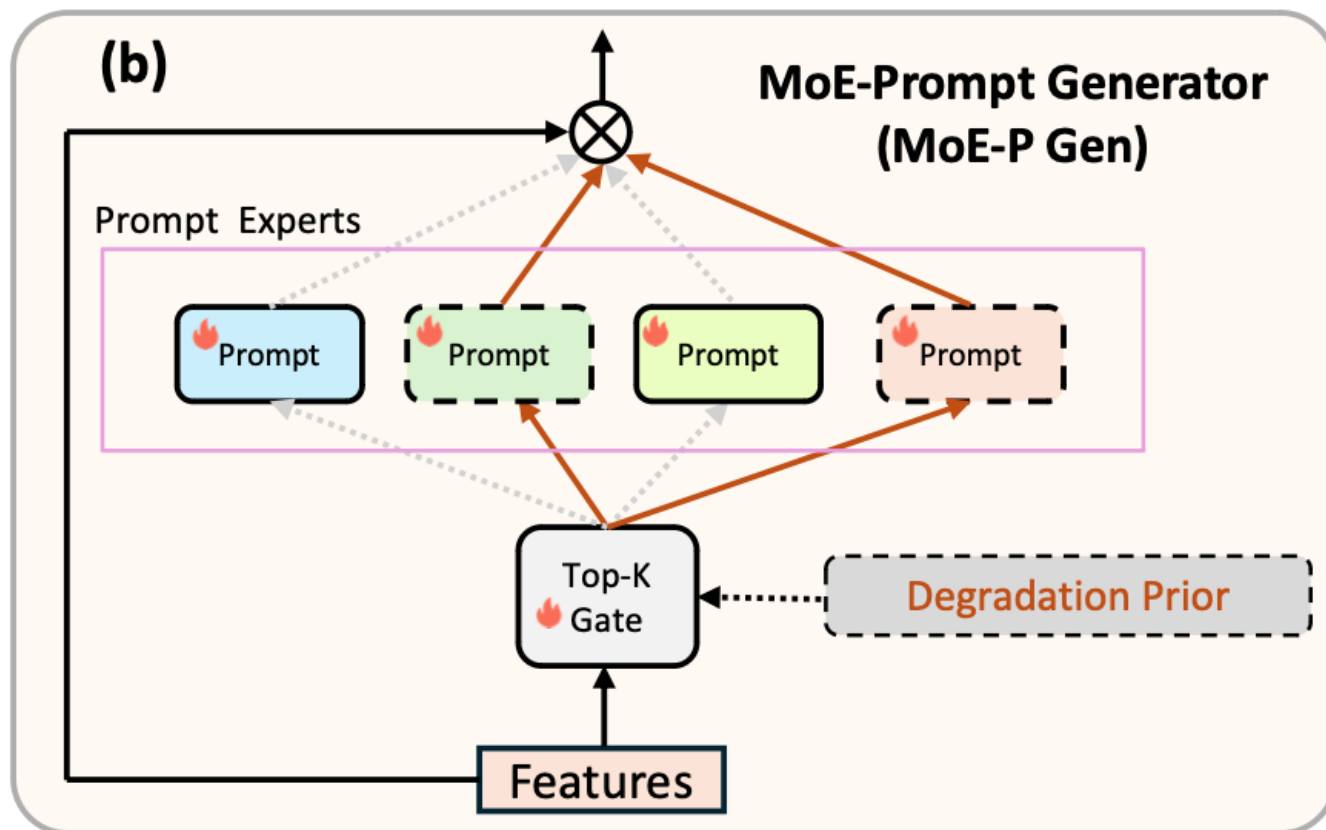 (b)
MoE-Prompt Generator
(MoE-P Gen)
Prompt Experts
Prompt
Prompt
Prompt
Prompt
Top-K
Gate
Degradation Prior
Features